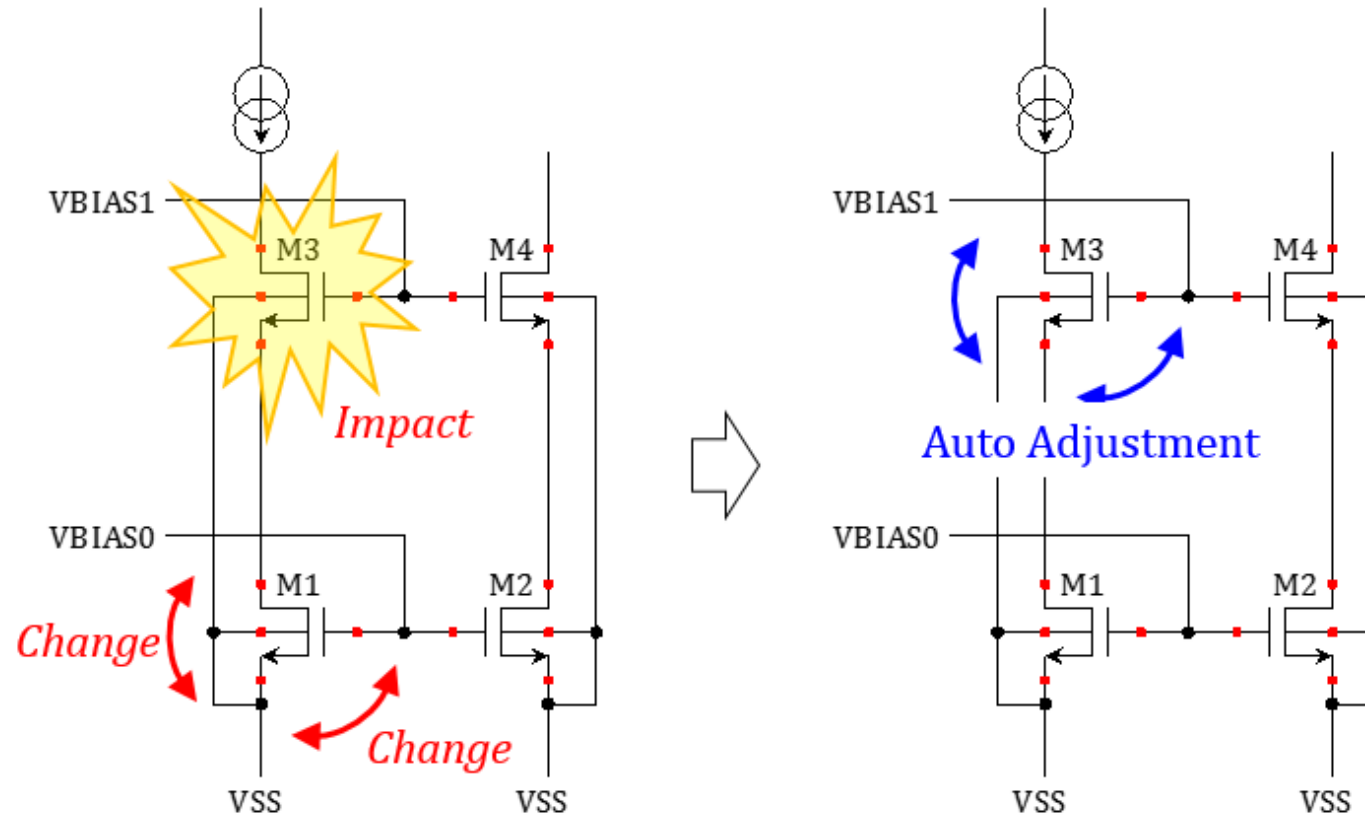 VBIAS1
M3
M4
Impact
VBIAS0
M1
M2
Change
Change
VSS
VSS
VBIAS1
M3
M4
Auto Adjustment
VBIAS0
M1
M2
VSS
VSS